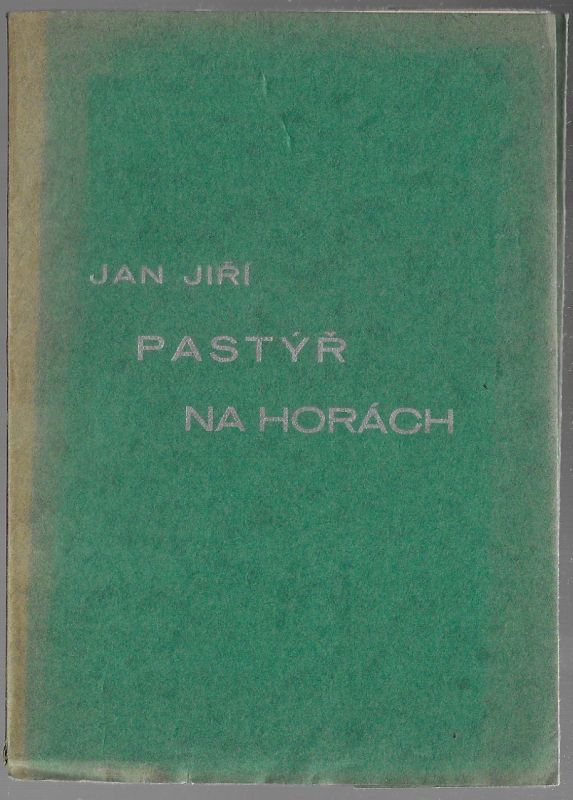 JAN JIŘÍ
PASTÝŘ
NA HORÁCH